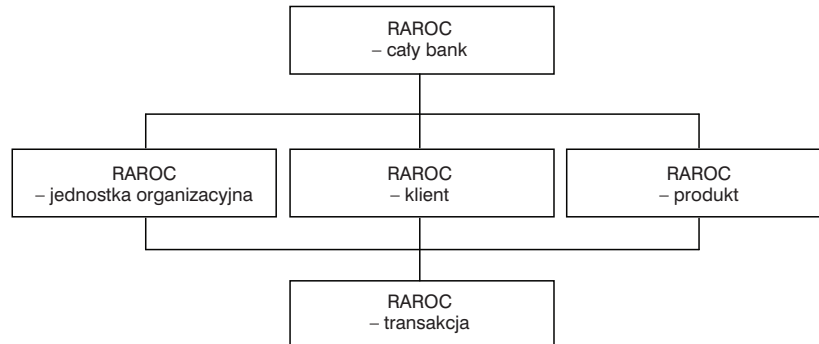 RAROC
– cały bank
RAROC
– jednostka organizacyjna
RAROC
– klient
RAROC
– produkt
RAROC
– transakcja